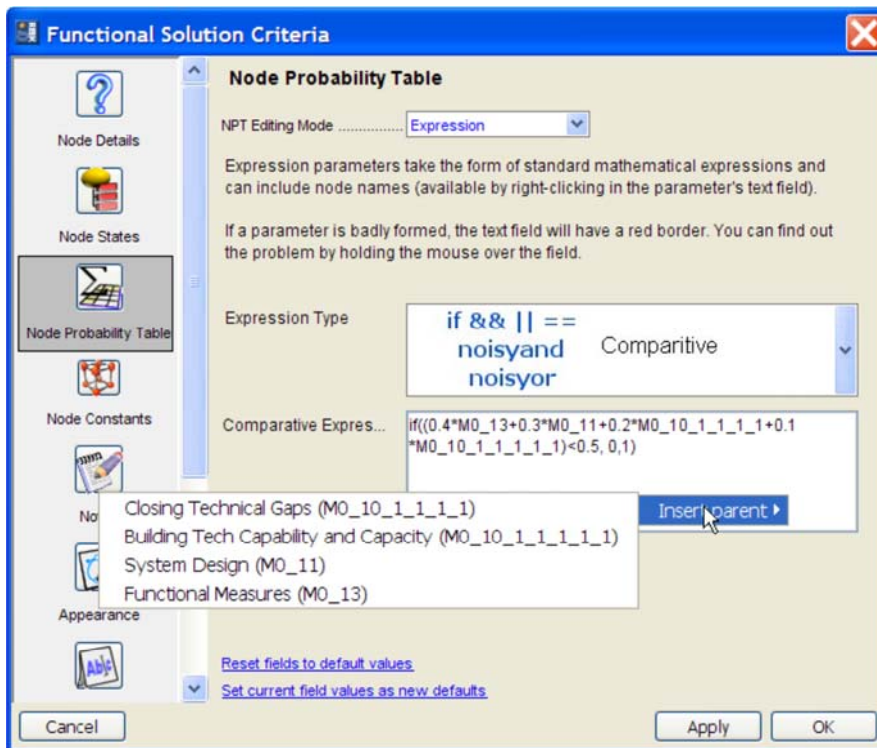 Functional Solution Criteria
Node Details
Node States
Node Probability Table
Node Constants
No
Appearance
Abc
Node Probability Table
NPT Editing Mode ................ Expression
Expression parameters take the form of standard mathematical expressions and
can include node names (available by right-clicking in the parameter's text field).
If a parameter is badly formed, the text field will have a red border. You can find out
the problem by holding the mouse over the field.
Expression Type
if && || ==
noisyand
noisyor
Comparitive
Comparative Expres...
if((0.4*M0_13+0.3*M0_11+0.2*M0_10_1_1_1_1+0.1
*M0_10_1_1_1_1_1)<0.5, 0,1)
Insert parent
Closing Technical Gaps (M0_10_1_1_1_1)
Building Tech Capability and Capacity (M0_10_1_1_1_1_1)
System Design (M0_11)
Functional Measures (M0_13)
Reset fields to default values
Set current field values as new defaults
Cancel
Apply
OK